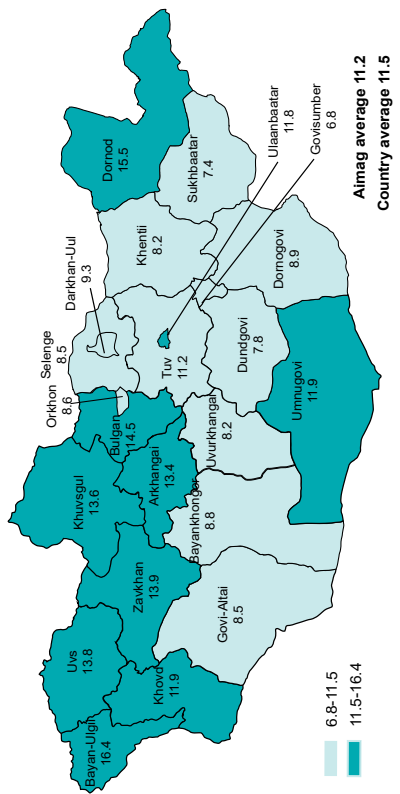 Bayan-Ulgii
16.4
Uvs
13.8
Khovd
11.9
Zavkhan
13.9
Govi-Altai
8.5
Khuvsgul
13.6
Bayankhongor
8.8
Arkhangai
13.4
Bulgan
14.5
Orkhon
8.6
Uvurkhangai
8.2
Selenge
8.5
Darkhan-Uul
9.3
Tuv
11.2
Dundgovi
7.8
Umnugovi
11.9
Khentii
8.2
Dornogovi
8.9
Dornod
15.5
Sukhbaatar
7.4
Ulaanbaatar
11.8
Govisumber
6.8
6.8-11.5
11.5-16.4
Aimag average 11.2
Country average 11.5